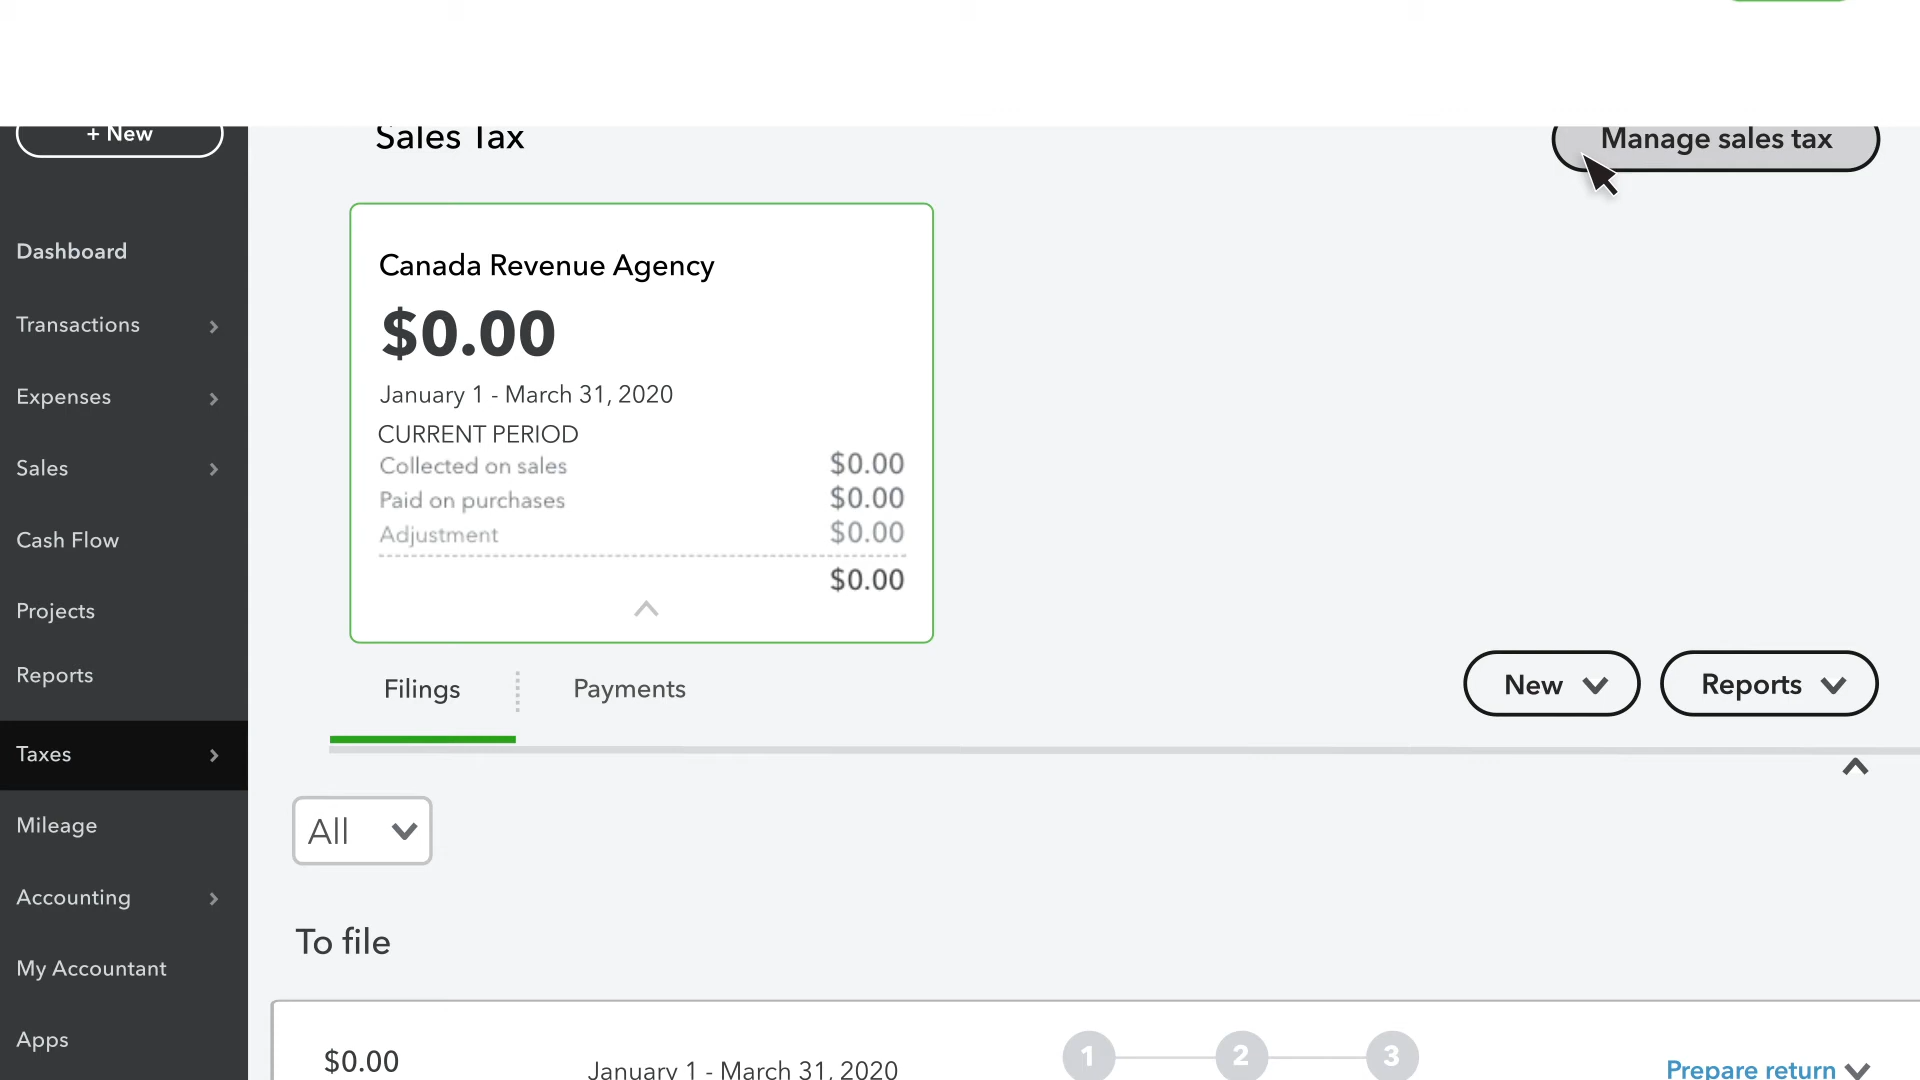 + New
Sales Tax
Manage sales tax
Dashboard
Transactions
Expenses
Sales
Cash Flow
Projects
Reports
Taxes
Mileage
Accounting
My Accountant
Apps
Canada Revenue Agency
$0.00
January 1 - March 31, 2020
CURRENT PERIOD
Collected on sales $0.00
Paid on purchases $0.00
Adjustment $0.00
$0.00
Filings Payments
New Reports
All
To file
$0.00 January 1 - March 31, 2020 1 2 3 Prepare return